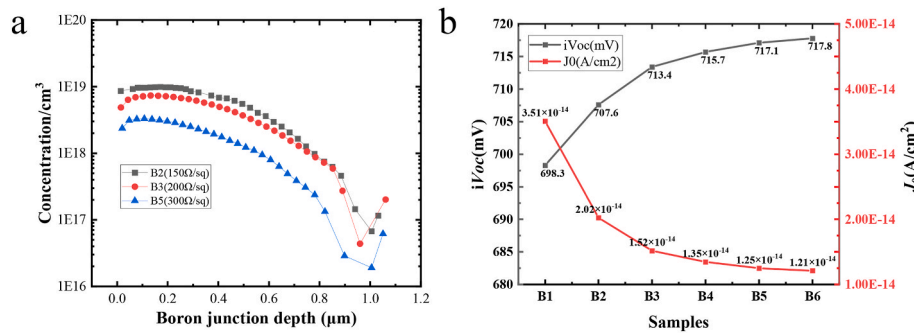 a
1E20
1E19
1E18
1E17
1E16
Concentration/cm³
B2(150Ω/sq)
B3(200Ω/sq)
B5(300Ω/sq)
0.0 0.2 0.4 0.6 0.8 1.0 1.2
Boron junction depth (μm)
b
720
715
710
705
700
695
690
685
680
iVoc(mV)
iVoc(mV)
J0(A/cm2)
698.3
707.6
713.4
715.7
717.1
717.8
3.51×10⁻¹⁴
2.02×10⁻¹⁴
1.52×10⁻¹⁴
1.35×10⁻¹⁴
1.25×10⁻¹⁴
1.21×10⁻¹⁴
5.00E-14
4.00E-14
3.00E-14
2.00E-14
1.00E-14
J₀(A/cm²)
B1 B2 B3 B4 B5 B6
Samples